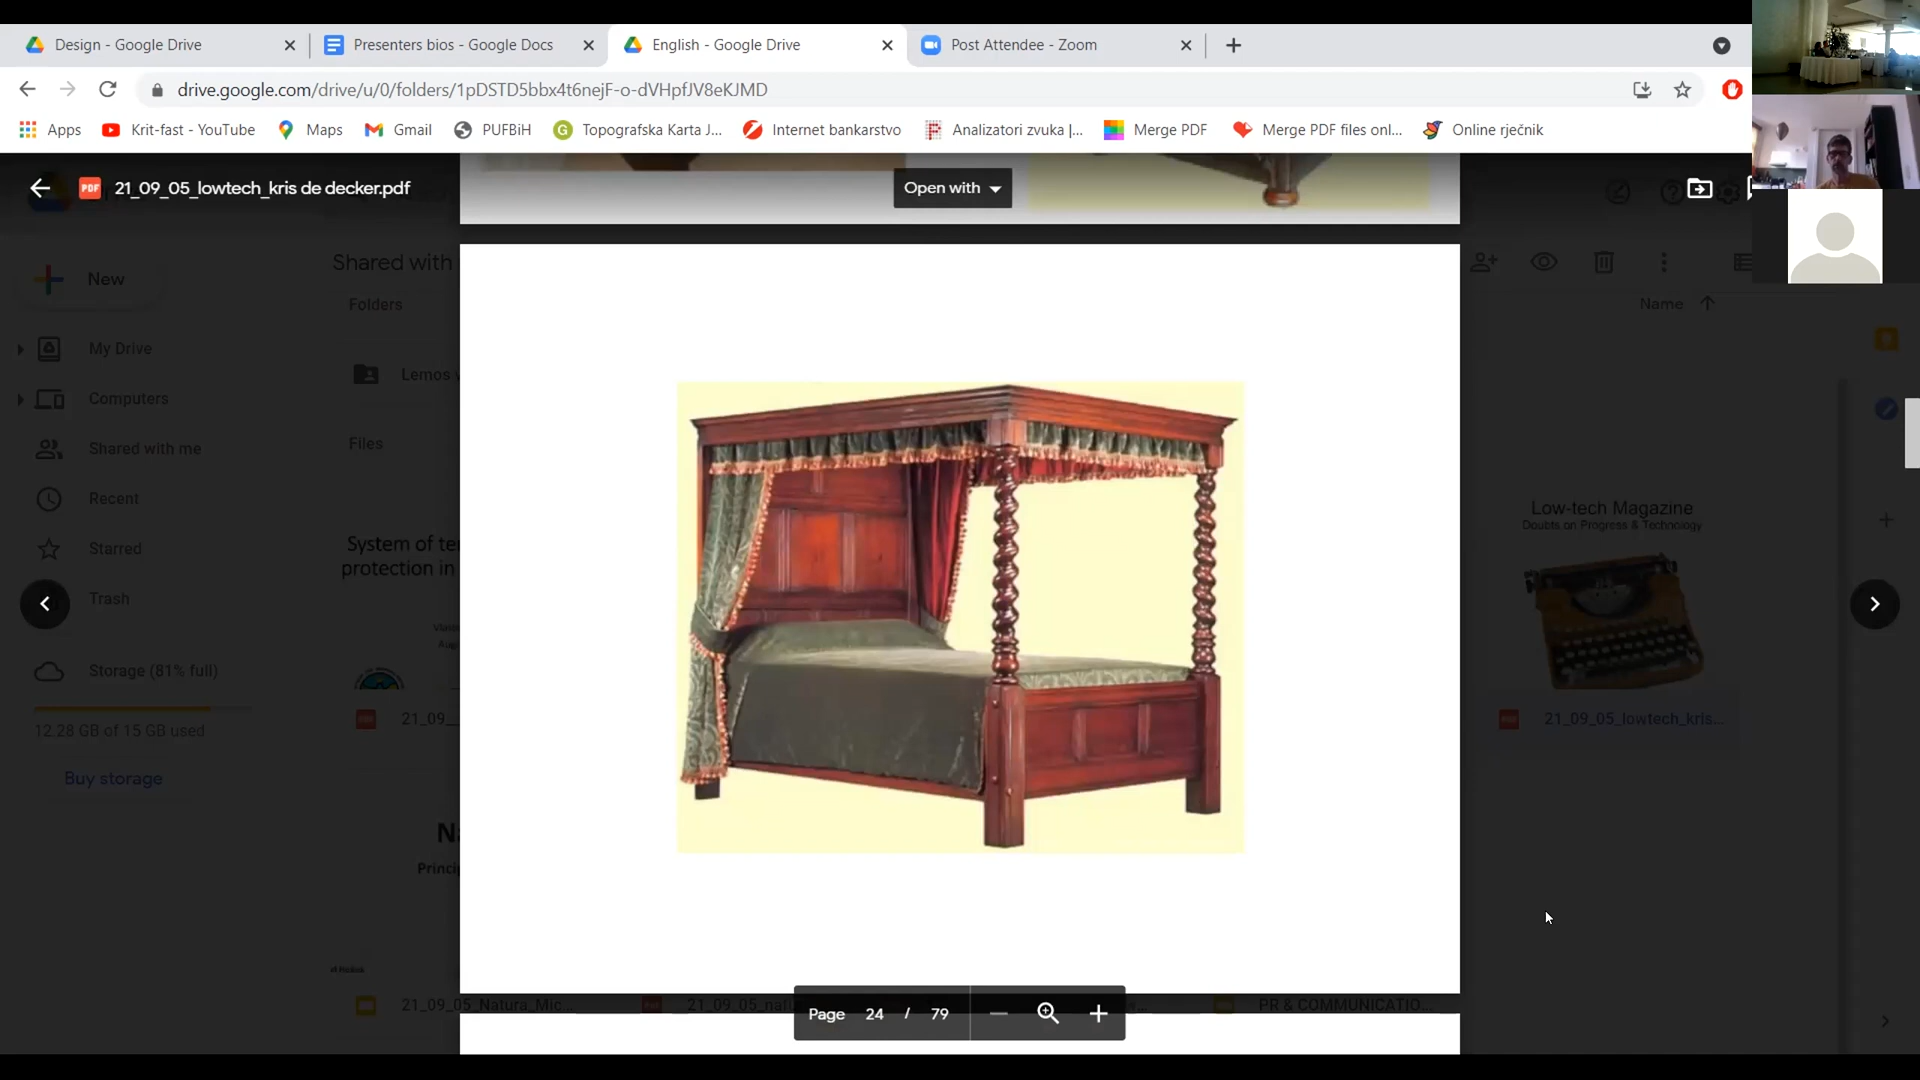 Design - Google Drive
Presenters bios - Google Docs
English - Google Drive
Post Attendee - Zoom
drive.google.com/drive/u/0/folders/1pDSTD5bbx4t6nejF-o-dVHpfJV8eKJMD
Apps
Krit-fast - YouTube
Maps
Gmail
PUFBiH
Topografska Karta J...
Internet bankarstvo
Analizatori zvuka |...
Merge PDF
Merge PDF files onl...
Online rječnik
PDF
21_09_05_lowtech_kris de decker.pdf
Open with
New
Shared with
Folders
Name
My Drive
Lemos
Computers
Shared with me
Files
Recent
Starred
Trash
System of
protection in
Low-tech Magazine
Doubts on Progress & Technology
Storage (81% full)
12.28 GB of 15 GB used
Buy storage
21_09_
21_09_05_lowtech_kris...
21_09_05_Natura_Mic...
PR & COMMUNICATIO...
Page 24 / 79